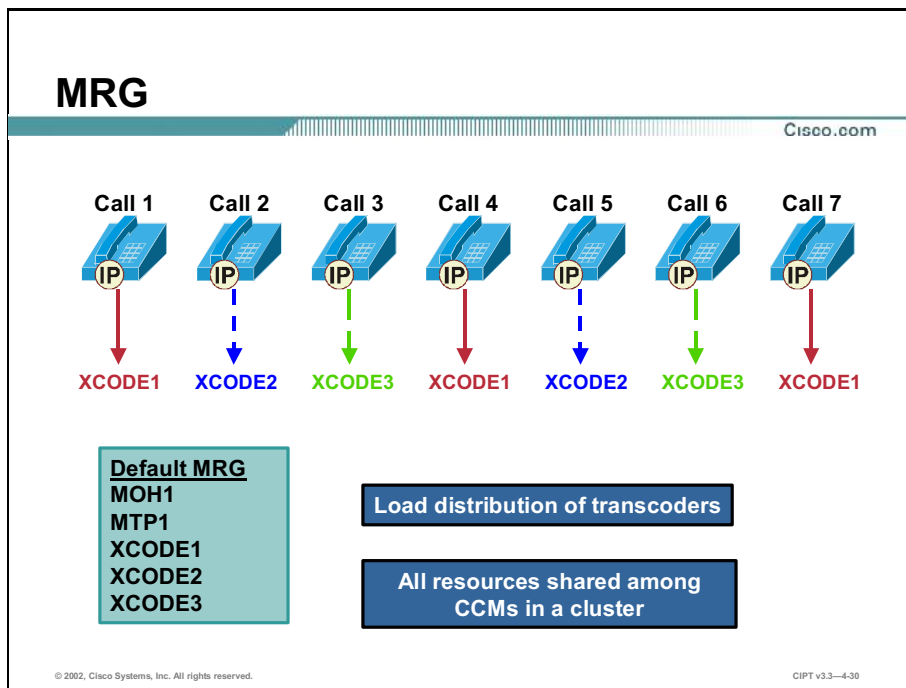 MRG
Cisco.com
Call 1 Call 2 Call 3 Call 4 Call 5 Call 6 Call 7
IP IP IP IP IP IP IP
XCODE1 XCODE2 XCODE3 XCODE1 XCODE2 XCODE3 XCODE1
Default MRG
MOH1
MTP1
XCODE1
XCODE2
XCODE3
Load distribution of transcoders
All resources shared among
CCMs in a cluster
© 2002, Cisco Systems, Inc. All rights reserved.
CIPT v3.3—4-30